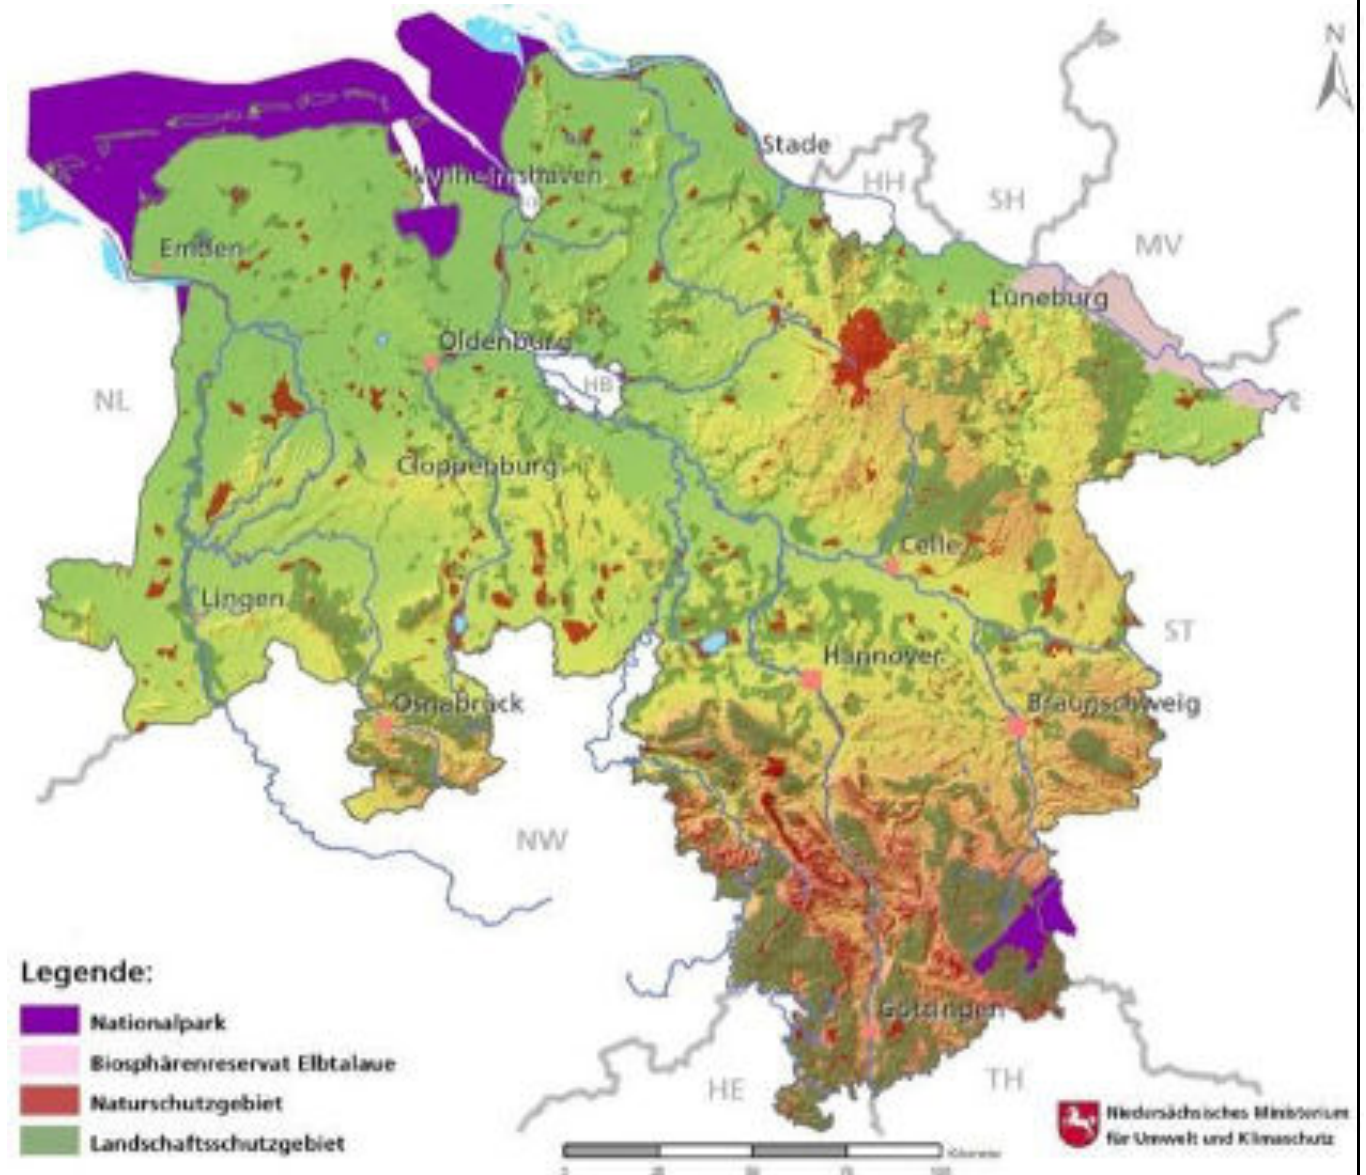 N
Stade
HH
SH
Wilhelmshaven
MV
Emden
Lüneburg
Oldenburg
HB
NL
Cloppenburg
Celle
Lingen
ST
Hannover
Osnabrück
Braunschweig
NW
Legende:
Göttingen
Nationalpark
Biosphärenreservat Elbtalaue
TH
HE
Naturschutzgebiet
Niedersächsisches Ministerium
für Umwelt und Klimaschutz
Landschaftsschutzgebiet
Kilometer